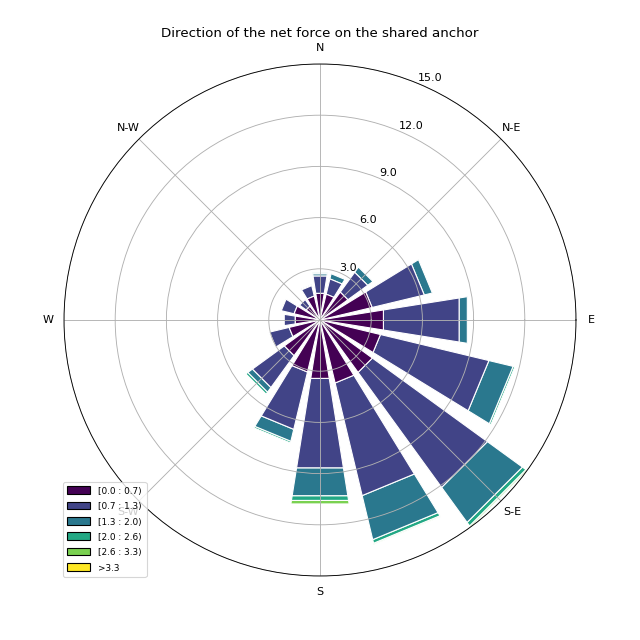 Direction of the net force on the shared anchor
N
15.0
N-W
12.0
N-E
9.0
6.0
3.0
W
E
[0.0 : 0.7)
[0.7 : 1.3)
S-W
S-E
[1.3 : 2.0)
[2.0 : 2.6)
[2.6 : 3.3)
>3.3
S